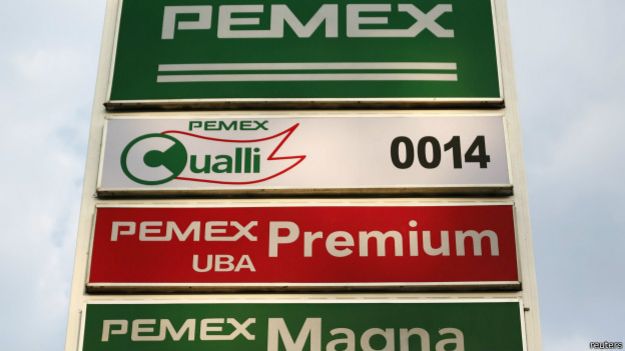 PEMEX
PEMEX
Cualli 0014
PEMEX Premium
UBA
PEMEX Magna
reuters